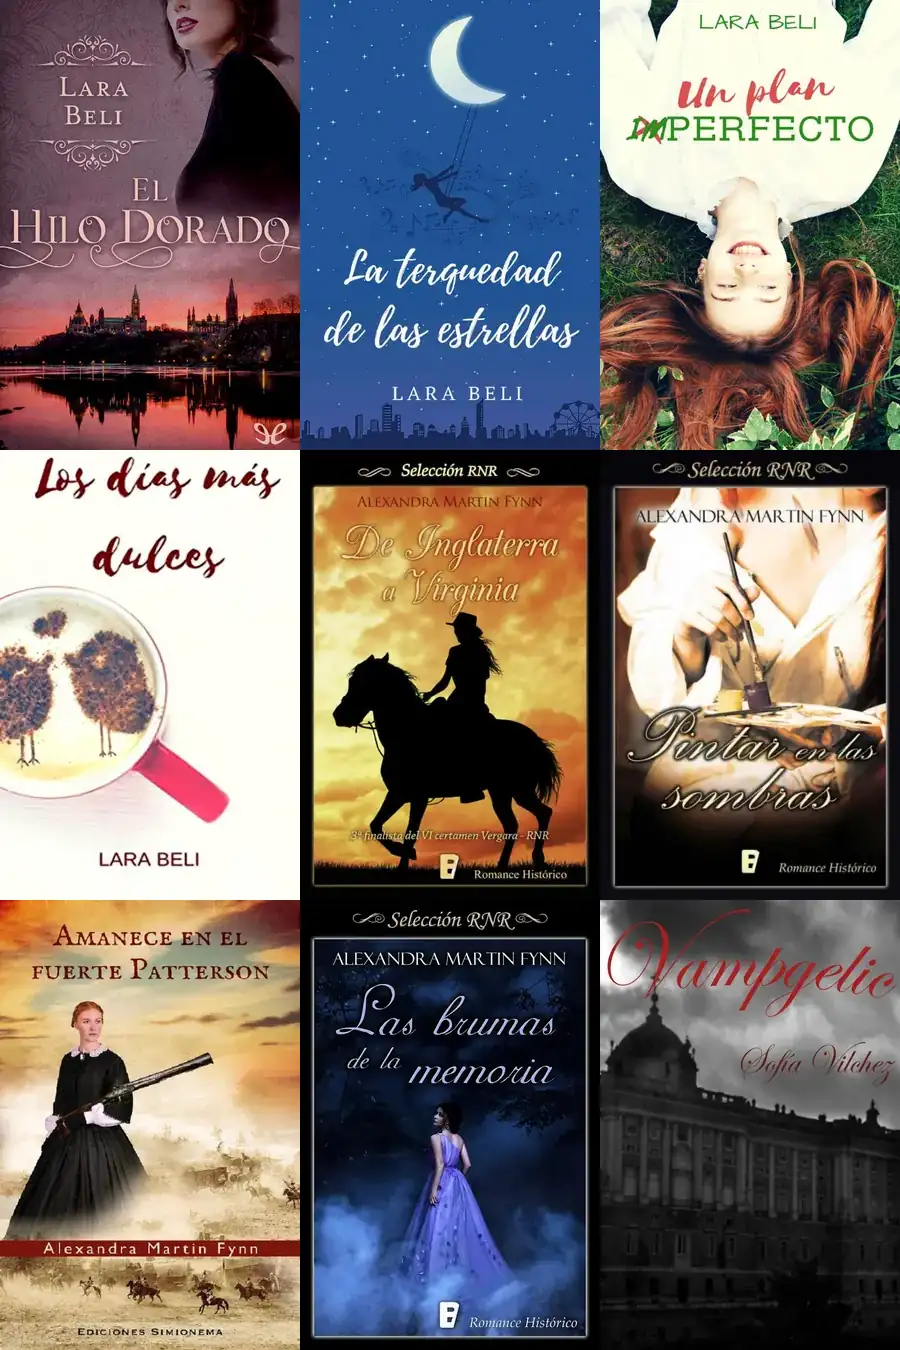 LARA
BELI
EL
HILO DORADO
La terquedad
de las estrellas
LARA BELI
LARA BELI
Un plan
IMPERFECTO
Los días más
dulces
LARA BELI
Selección RNR
ALEXANDRA MARTIN FYNN
De Inglaterra
a Virginia
3ª finalista del VI certamen Vergara - RNR
B
Romance Histórico
Selección RNR
ALEXANDRA MARTIN FYNN
Pintar en las
sombras
B
Romance Histórico
AMANECE EN EL
FUERTE PATTERSON
Alexandra Martin Fynn
EDICIONES SIMIONEMA
Selección RNR
ALEXANDRA MARTIN FYNN
Las brumas
de la memoria
B
Romance Histórico
Vampgelic
Sofía Vilchez